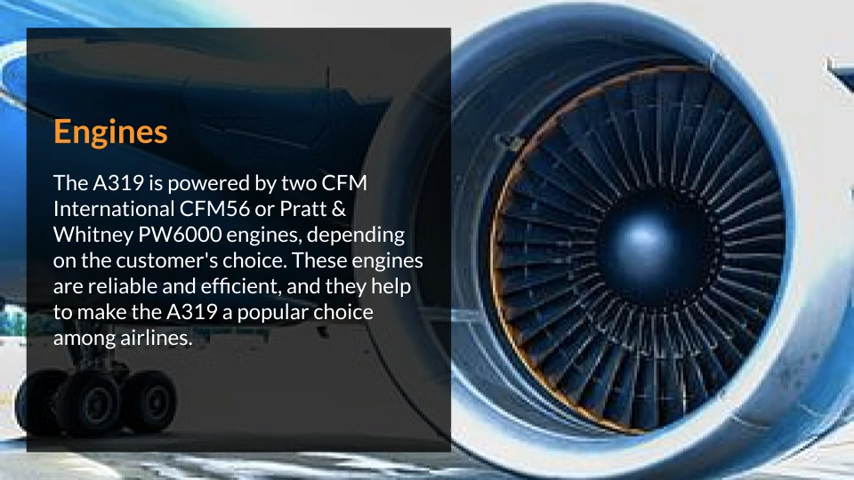 Engines
The A319 is powered by two CFM
International CFM56 or Pratt &
Whitney PW6000 engines, depending
on the customer's choice. These engines
are reliable and efficient, and they help
to make the A319 a popular choice
among airlines.